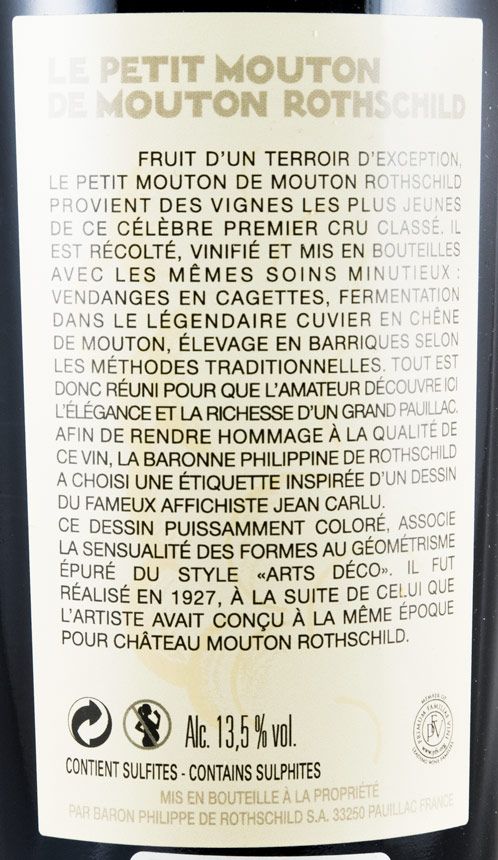 LE PETIT MOUTON
DE MOUTON ROTHSCHILD
FRUIT D'UN TERROIR D'EXCEPTION,
LE PETIT MOUTON DE MOUTON ROTHSCHILD
PROVIENT DES VIGNES LES PLUS JEUNES
DE CE CÉLÈBRE PREMIER CRU CLASSÉ. IL
EST RÉCOLTÉ, VINIFIÉ ET MIS EN BOUTEILLES
AVEC LES MÊMES SOINS MINUTIEUX :
VENDANGES EN CAGETTES, FERMENTATION
DANS LE LÉGENDAIRE CUVIER EN CHÊNE
DE MOUTON, ÉLEVAGE EN BARRIQUES SELON
LES MÉTHODES TRADITIONNELLES. TOUT EST
DONC RÉUNI POUR QUE L'AMATEUR DÉCOUVRE ICI
L'ÉLÉGANCE ET LA RICHESSE D'UN GRAND PAUILLAC.
AFIN DE RENDRE HOMMAGE À LA QUALITÉ DE
CE VIN, LA BARONNE PHILIPPINE DE ROTHSCHILD
A CHOISI UNE ÉTIQUETTE INSPIRÉE D'UN DESSIN
DU FAMEUX AFFICHISTE JEAN CARLU.
CE DESSIN PUISSAMMENT COLORÉ, ASSOCIE
LA SENSUALITÉ DES FORMES AU GÉOMÉTRISME
ÉPURÉ DU STYLE «ARTS DÉCO». IL FUT
RÉALISÉ EN 1927, À LA SUITE DE CELUI QUE
L'ARTISTE AVAIT CONÇU À LA MÊME ÉPOQUE
POUR CHÂTEAU MOUTON ROTHSCHILD.
Alc. 13,5 % vol.
MEMBER OF
PRIMUM FAMILIAE VINI
PFV
CONTIENT SULFITES - CONTAINS SULPHITES
MIS EN BOUTEILLE À LA PROPRIÉTÉ
PAR BARON PHILIPPE DE ROTHSCHILD S.A. 33250 PAUILLAC FRANCE